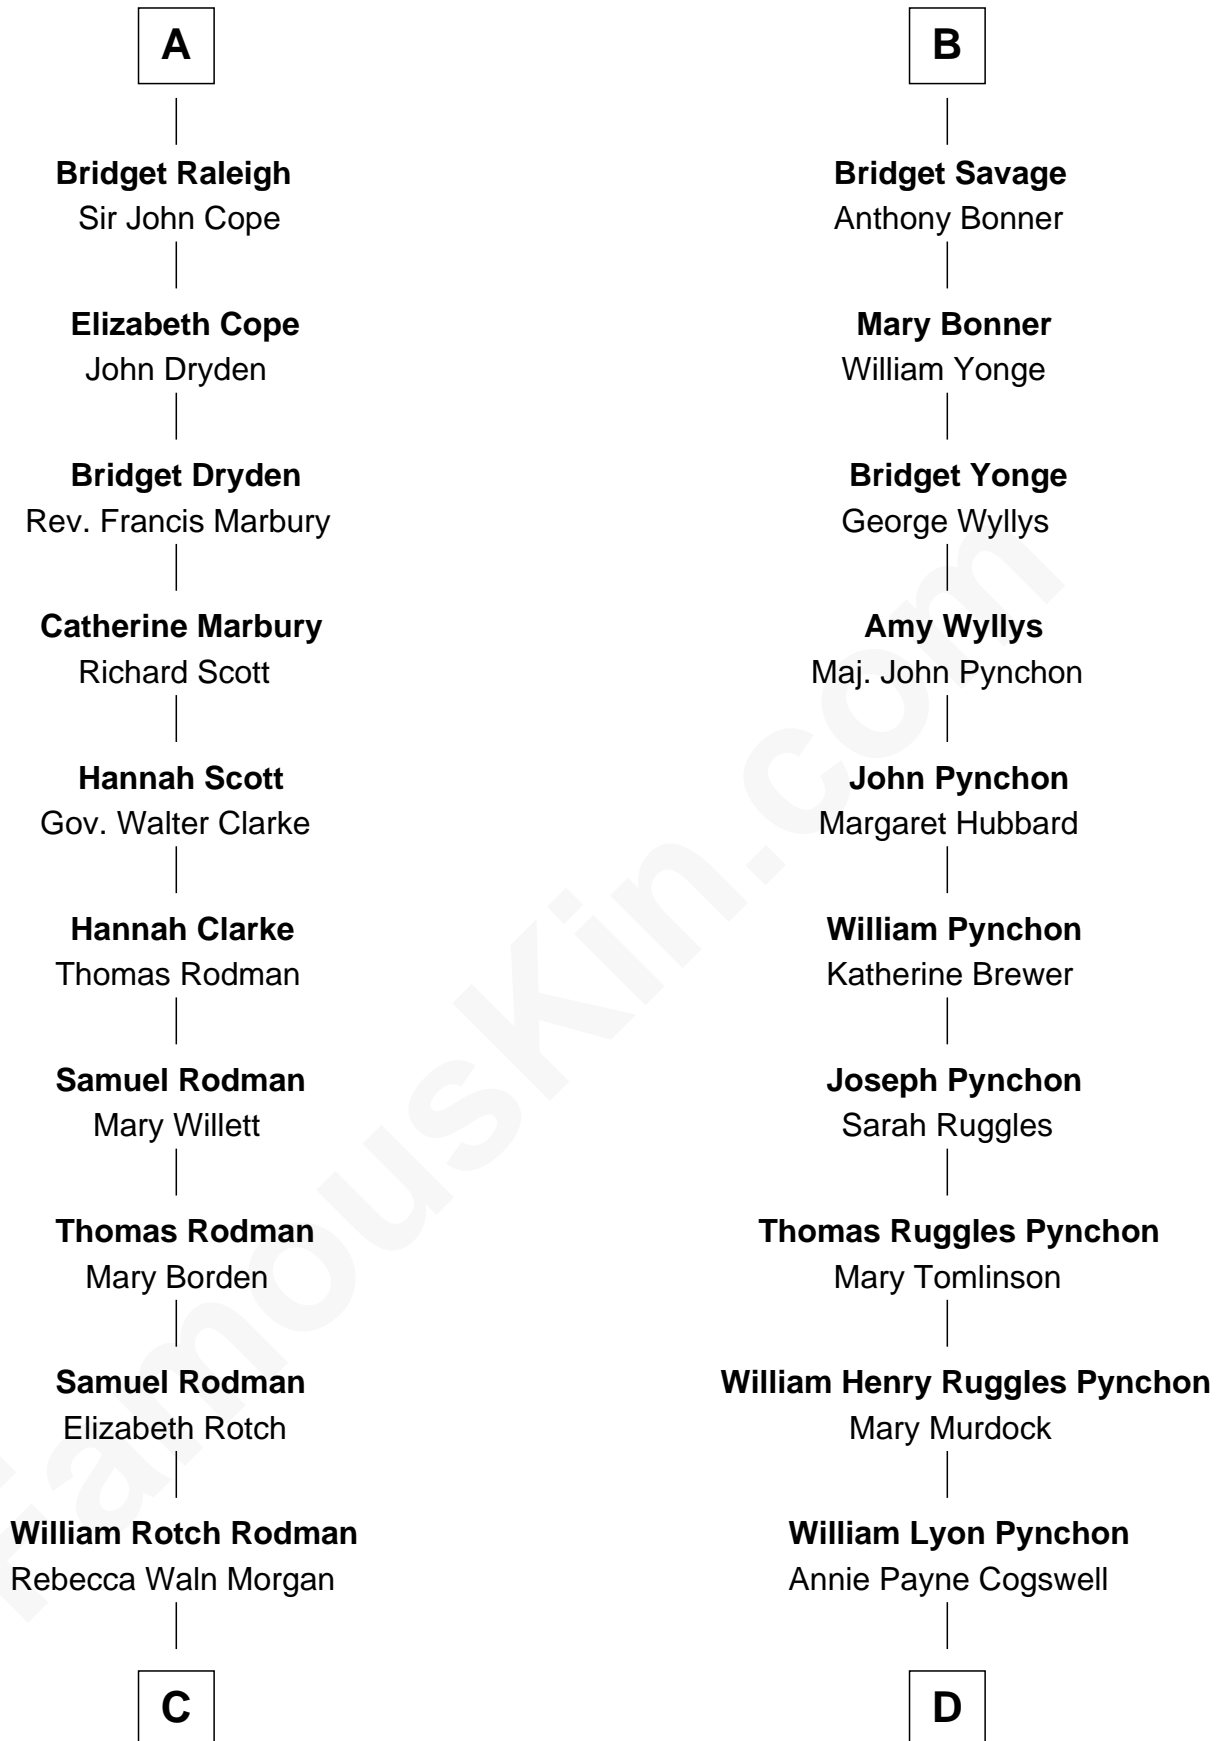 A
Bridget Raleigh
Sir John Cope
Elizabeth Cope
John Dryden
Bridget Dryden
Rev. Francis Marbury
Catherine Marbury
Richard Scott
Hannah Scott
Gov. Walter Clarke
Hannah Clarke
Thomas Rodman
Samuel Rodman
Mary Willett
Thomas Rodman
Mary Borden
Samuel Rodman
Elizabeth Rotch
William Rotch Rodman
Rebecca Waln Morgan
C
B
Bridget Savage
Anthony Bonner
Mary Bonner
William Yonge
Bridget Yonge
George Wyllys
Amy Wyllys
Maj. John Pynchon
John Pynchon
Margaret Hubbard
William Pynchon
Katherine Brewer
Joseph Pynchon
Sarah Ruggles
Thomas Ruggles Pynchon
Mary Tomlinson
William Henry Ruggles Pynchon
Mary Murdock
William Lyon Pynchon
Annie Payne Cogswell
D
FamousKin.com